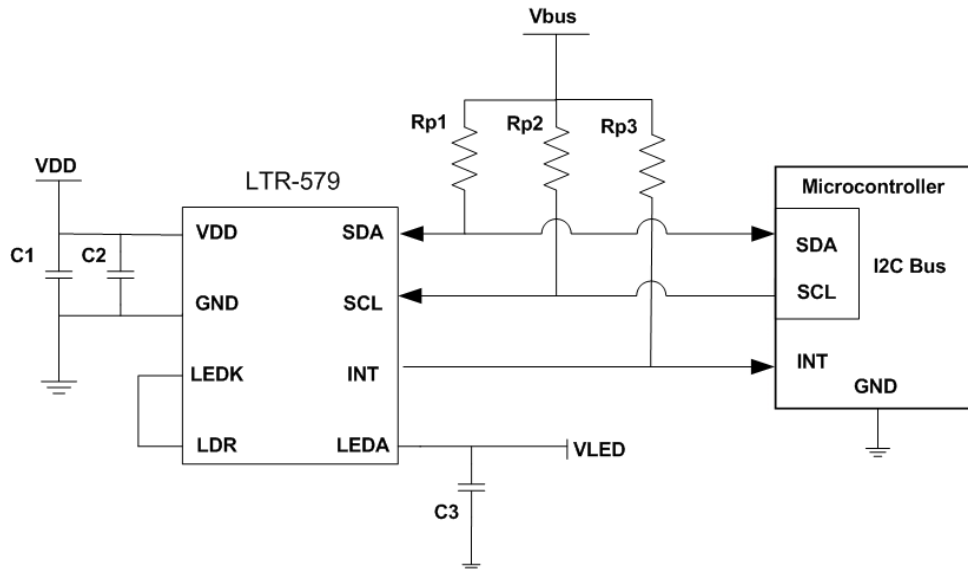 Vbus
Rp1
Rp2
Rp3
VDD
LTR-579
Microcontroller
C1
C2
VDD
GND
LEDK
LDR
SDA
SCL
INT
LEDA
SDA
SCL
I2C Bus
INT
GND
VLED
C3